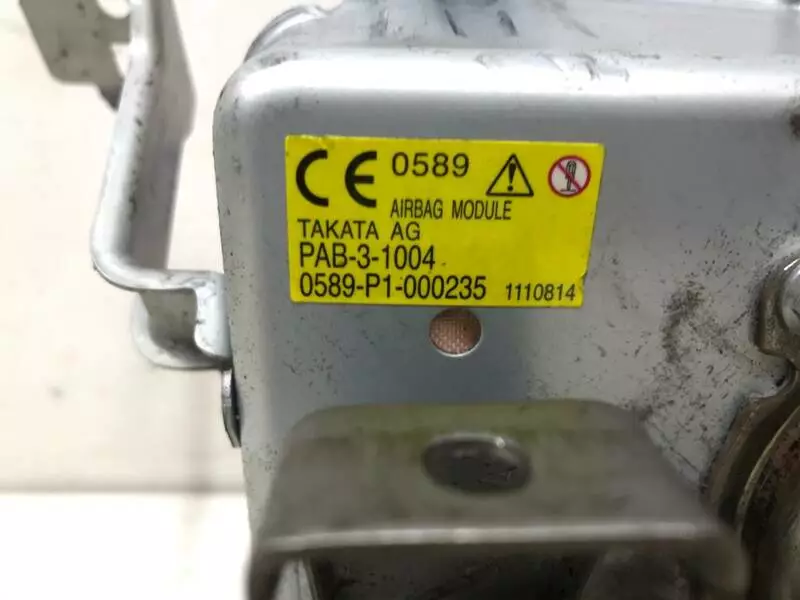 CE 0589
AIRBAG MODULE
TAKATA AG
PAB-3-1004
0589-P1-000235 1110814